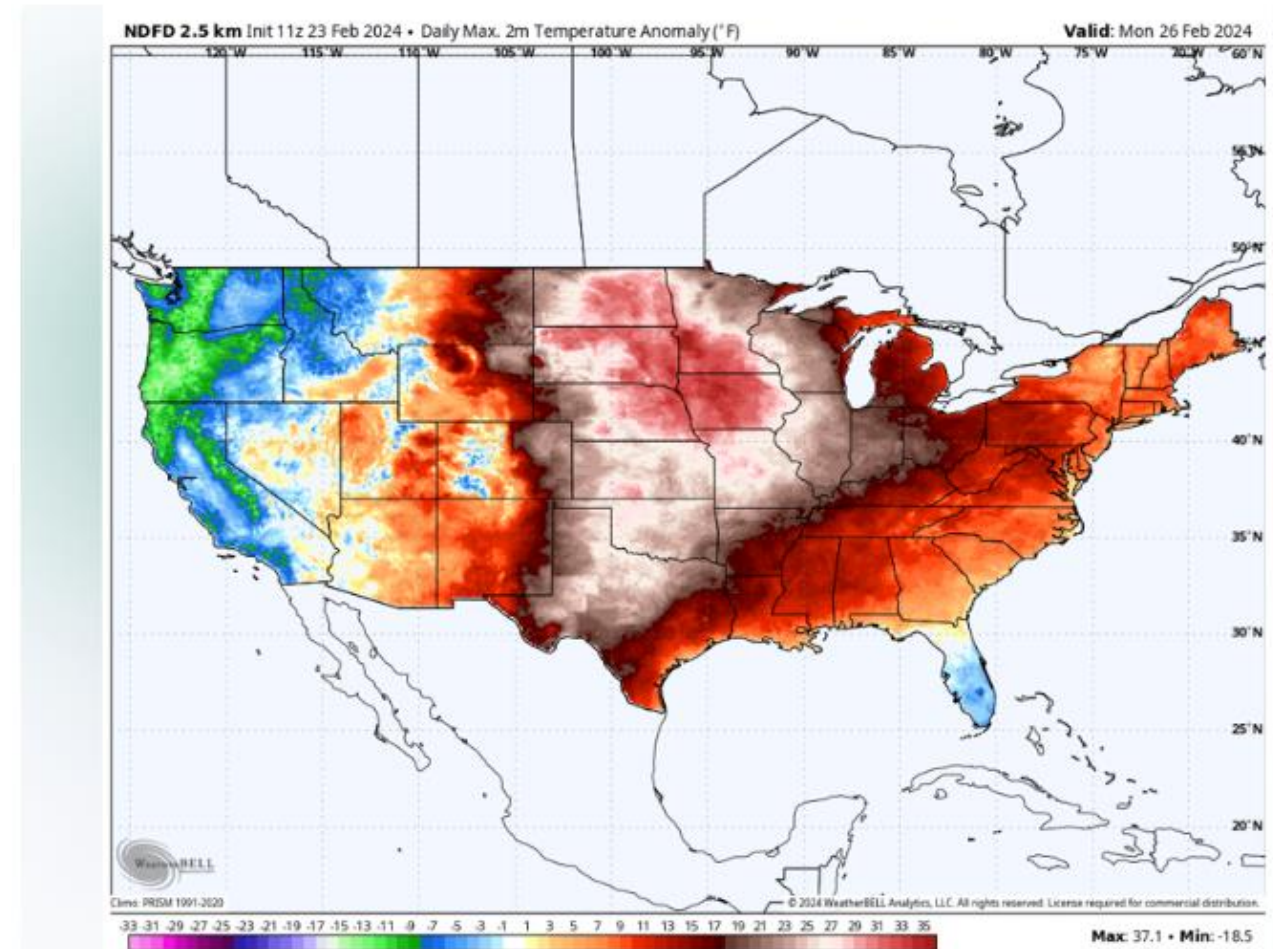 NDFD 2.5 km Init 11z 23 Feb 2024 • Daily Max. 2m Temperature Anomaly (°F) Valid: Mon 26 Feb 2024
120°W 115°W 110°W 105°W 100°W 95°W 90°W 85°W 80°W 75°W 70°W 60°N
55°N
50°N
45°N
40°N
35°N
30°N
25°N
20°N
WeatherBELL
Climo: PRISM 1991-2020 © 2024 WeatherBELL Analytics, LLC. All rights reserved. License required for commercial distribution.
-33 -31 -29 -27 -25 -23 -21 -19 -17 -15 -13 -11 -9 -7 -5 -3 -1 1 3 5 7 9 11 13 15 17 19 21 23 25 27 29 31 33 35
Max: 37.1 • Min: -18.5